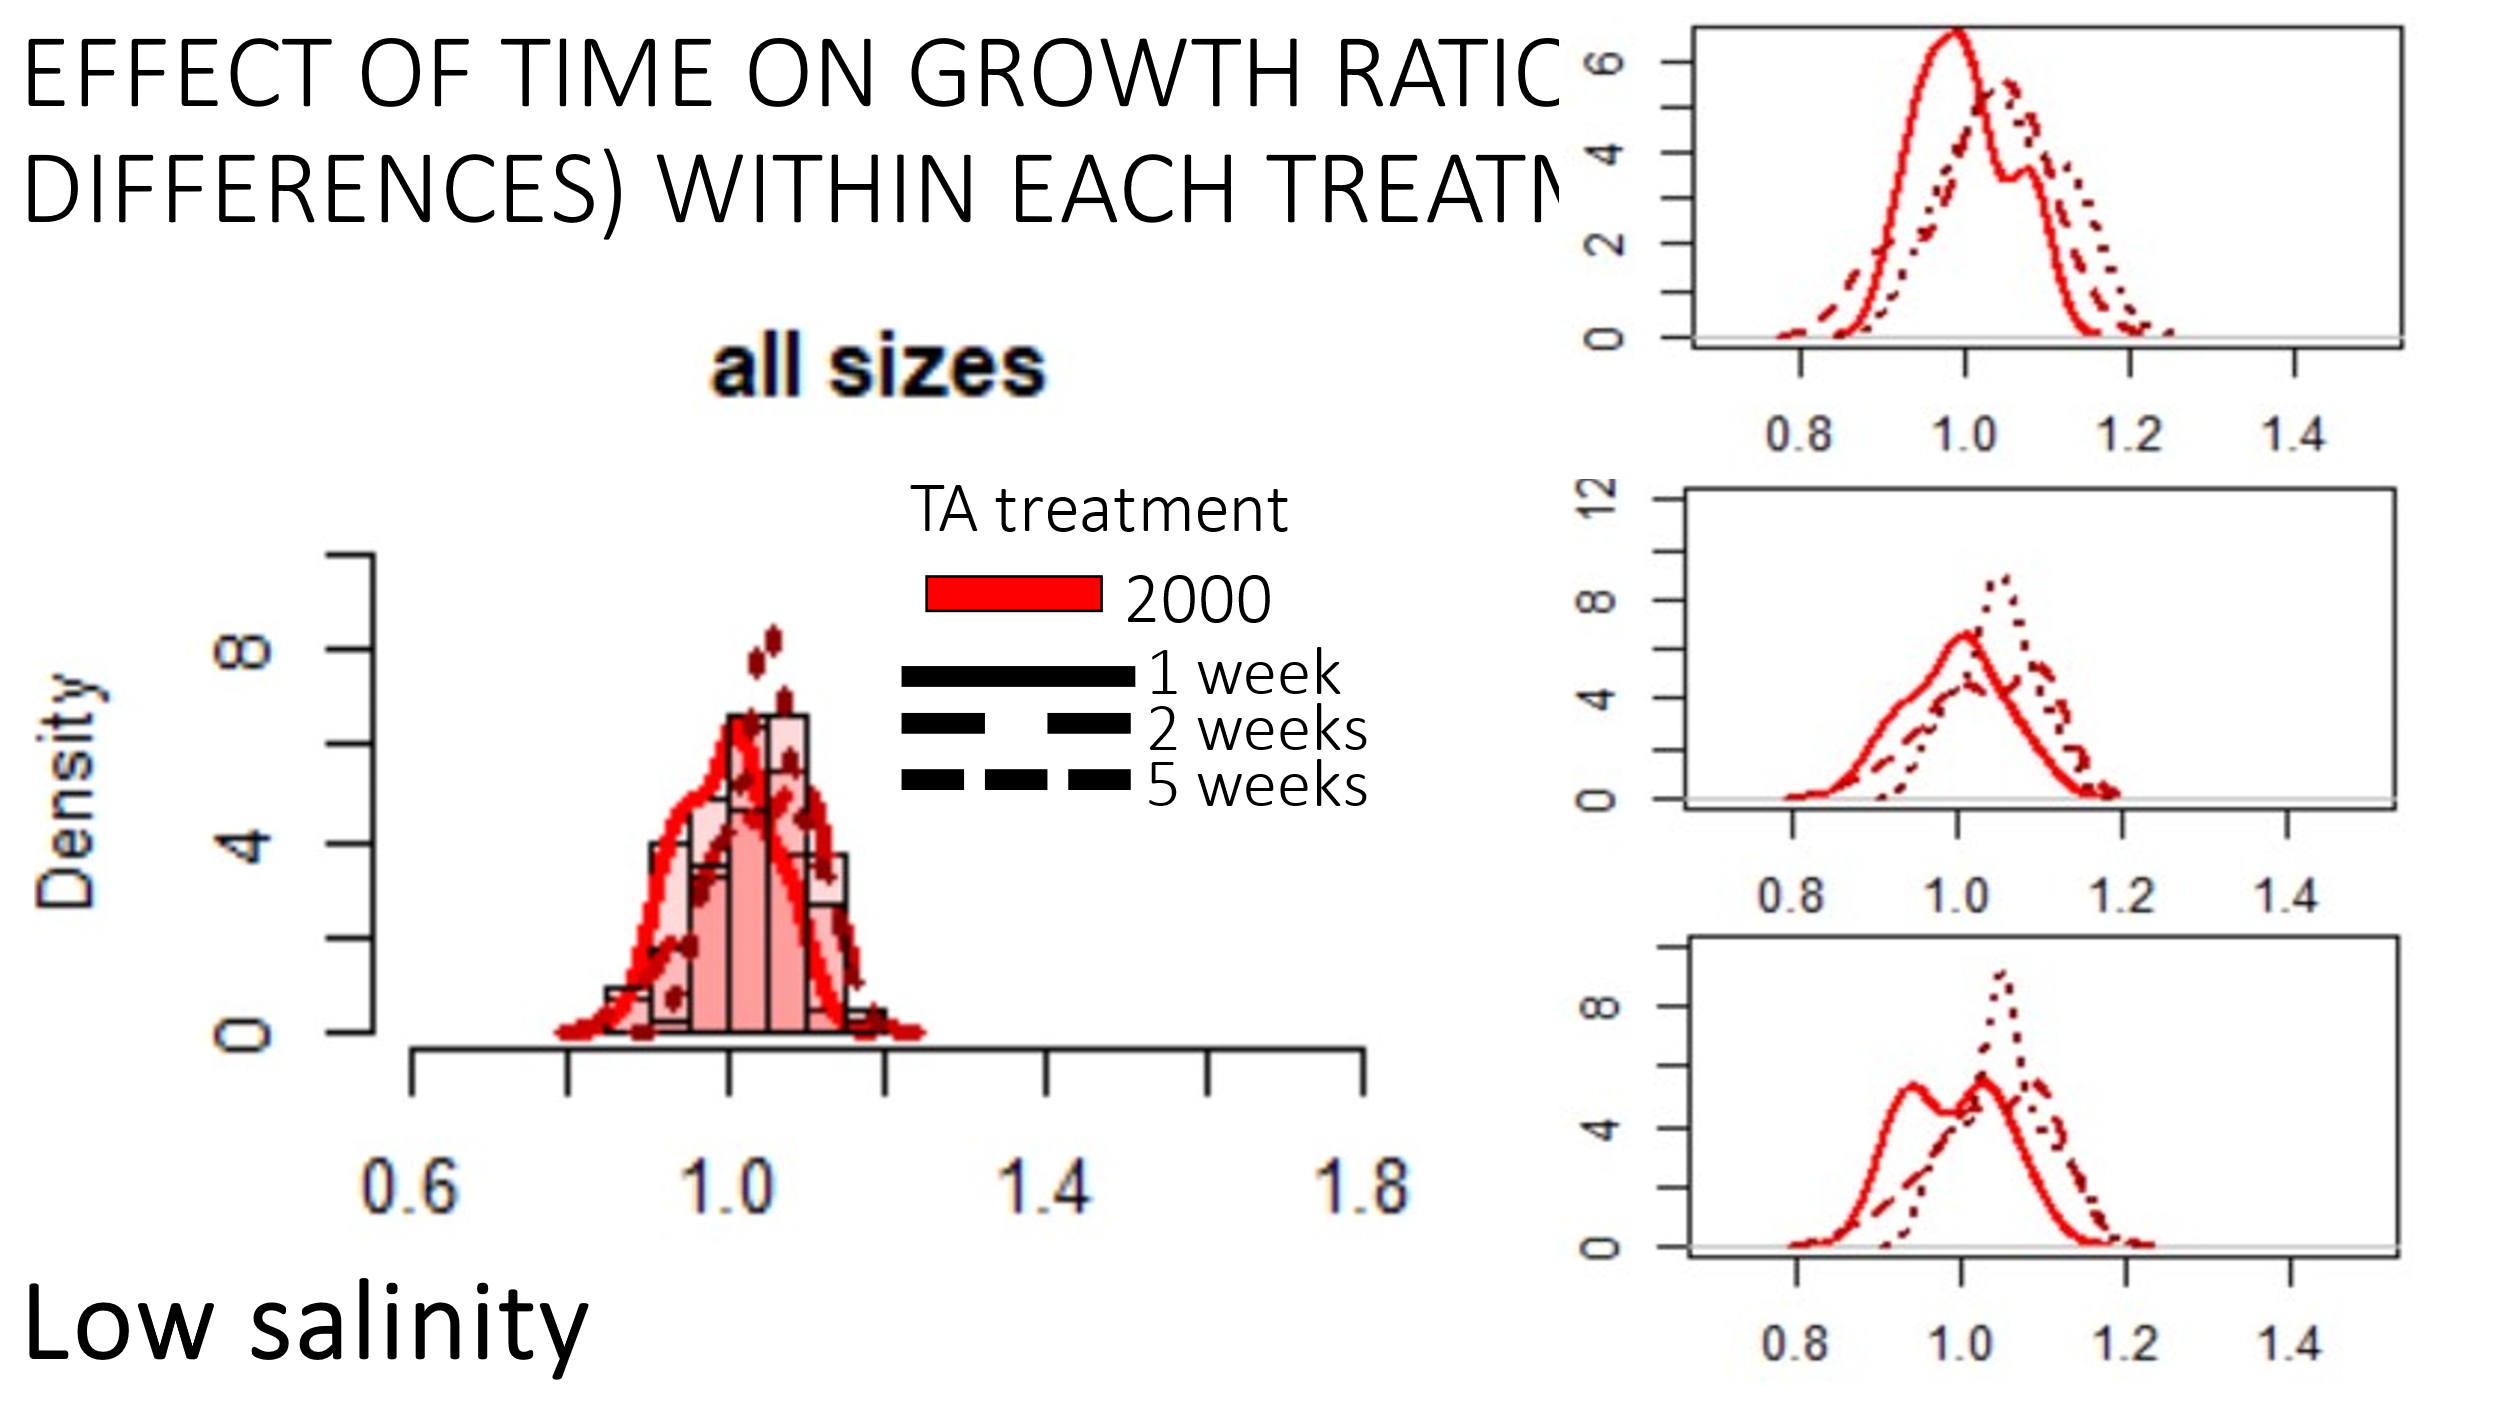 EFFECT OF TIME ON GROWTH RATIO
DIFFERENCES) WITHIN EACH
all sizes
TA treatment
2000
1 week
2 weeks
5 weeks
Density
0 4 8
0.6 1.0 1.4 1.8
Low salinity
0 2 4 6
0.8 1.0 1.2 1.4
0 4 8 12
0.8 1.0 1.2 1.4
0 4 8
0.8 1.0 1.2 1.4